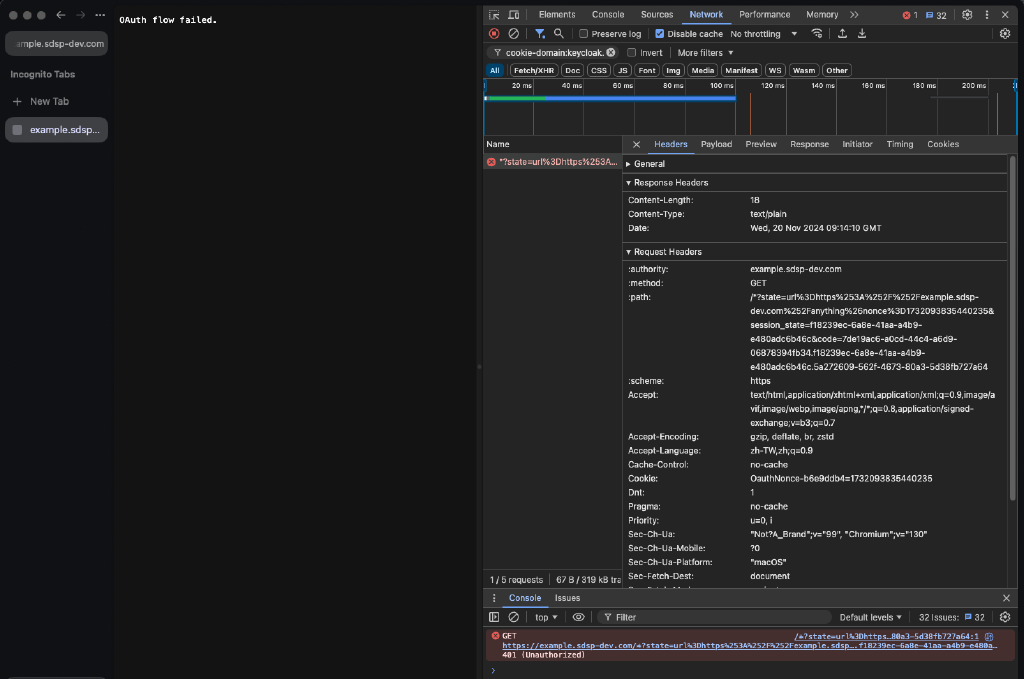 ample.sdsp-dev.com
Incognito Tabs
New Tab
example.sdsp...
OAuth flow failed.
Elements Console Sources Network Performance Memory 1 32
Preserve log Disable cache No throttling
cookie-domain:keycloak. Invert More filters
All Fetch/XHR Doc CSS JS Font Img Media Manifest WS Wasm Other
20 ms 40 ms 60 ms 80 ms 100 ms 120 ms 140 ms 160 ms 180 ms 200 ms
Name Headers Payload Preview Response Initiator Timing Cookies
*?state=url%3Dhttps%253A...
General
Response Headers
Content-Length: 18
Content-Type: text/plain
Date: Wed, 20 Nov 2024 09:14:10 GMT
Request Headers
:authority: example.sdsp-dev.com
:method: GET
:path: /*?state=url%3Dhttps%253A%252F%252Fexample.sdsp-
dev.com%252Fanything%26nonce%3D1732093835440235&
session_state=f18239ec-6a8e-41aa-a4b9-
e480adc6b46c&code=7de19ac6-a0cd-44c4-a6d9-
06878394fb34.f18239ec-6a8e-41aa-a4b9-
e480adc6b46c.5a272609-562f-4673-80a3-5d38fb727a64
:scheme: https
Accept: text/html,application/xhtml+xml,application/xml;q=0.9,image/a
vif,image/webp,image/apng,*/*;q=0.8,application/signed-
exchange;v=b3;q=0.7
Accept-Encoding: gzip, deflate, br, zstd
Accept-Language: zh-TW,zh;q=0.9
Cache-Control: no-cache
Cookie: OauthNonce-b6e9ddb4=1732093835440235
Dnt: 1
Pragma: no-cache
Priority: u=0, i
Sec-Ch-Ua: "Not?A_Brand";v="99", "Chromium";v="130"
Sec-Ch-Ua-Mobile: ?0
Sec-Ch-Ua-Platform: "macOS"
Sec-Fetch-Dest: document
1 / 5 requests 67 B / 319 kB tra
Console Issues
top Filter Default levels 32 Issues: 32
GET /*?state=url%3Dhttps…80a3-5d38fb727a64:1
https://example.sdsp-dev.com/*?state=url%3Dhttps%253A%252F%252Fexample.sdsp…f18239ec-6a8e-41aa-a4b9-e480a…
401 (Unauthorized)